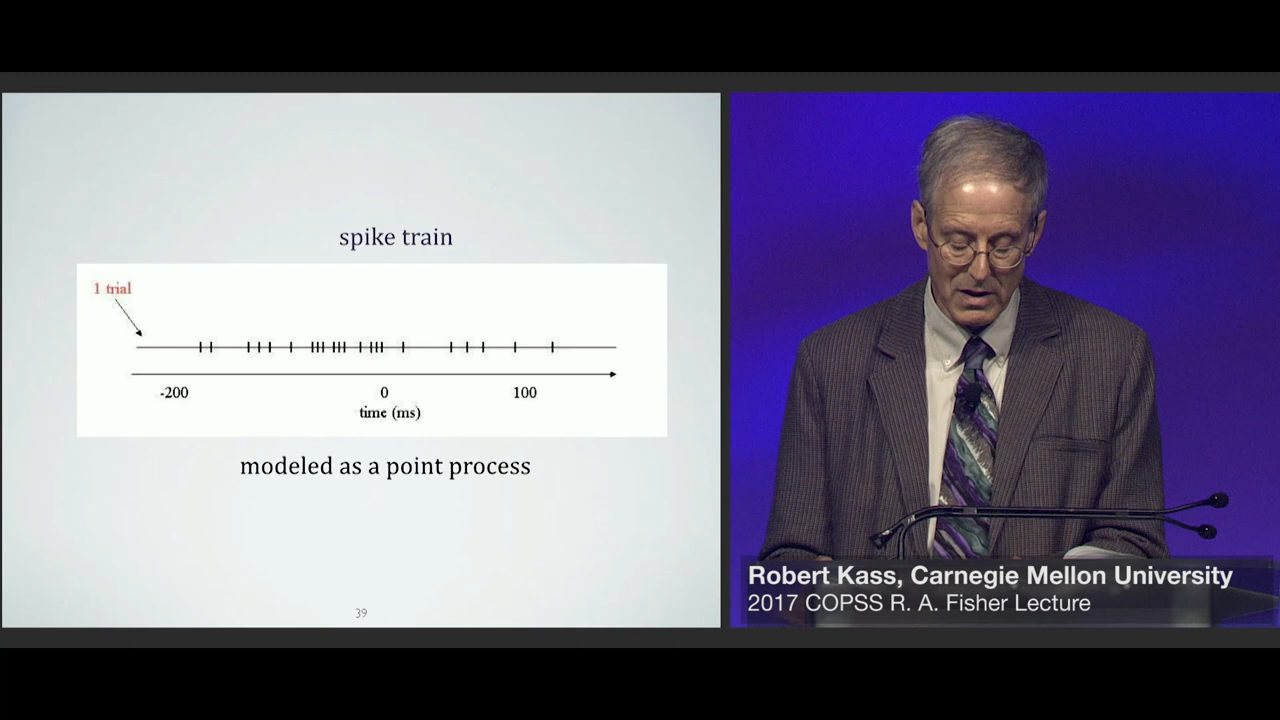 spike train
1 trial
-200 0 100
time (ms)
modeled as a point process
39
Robert Kass, Carnegie Mellon University
2017 COPSS R. A. Fisher Lecture